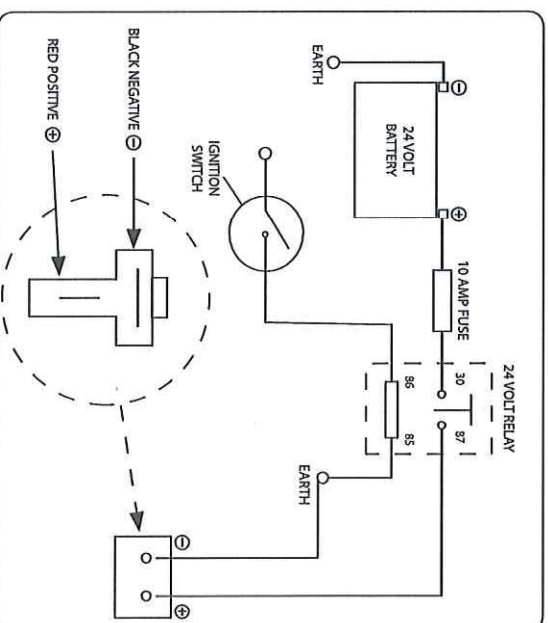 24 VOLT RELAY
10 AMP FUSE
30
87
86
85
⊖
⊕
24 VOLT
BATTERY
EARTH
IGNITION
SWITCH
EARTH
⊖
⊕
BLACK NEGATIVE ⊖
RED POSITIVE ⊕